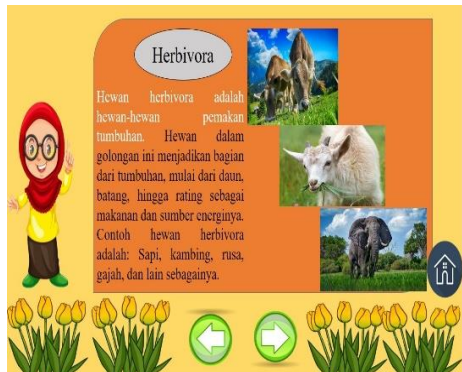 Herbivora
Hewan herbivora adalah
hewan-hewan pemakan
tumbuhan. Hewan dalam
golongan ini menjadikan bagian
dari tumbuhan, mulai dari daun,
batang, hingga rating sebagai
makanan dan sumber energinya.
Contoh hewan herbivora
adalah: Sapi, kambing, rusa,
gajah, dan lain sebagainya.